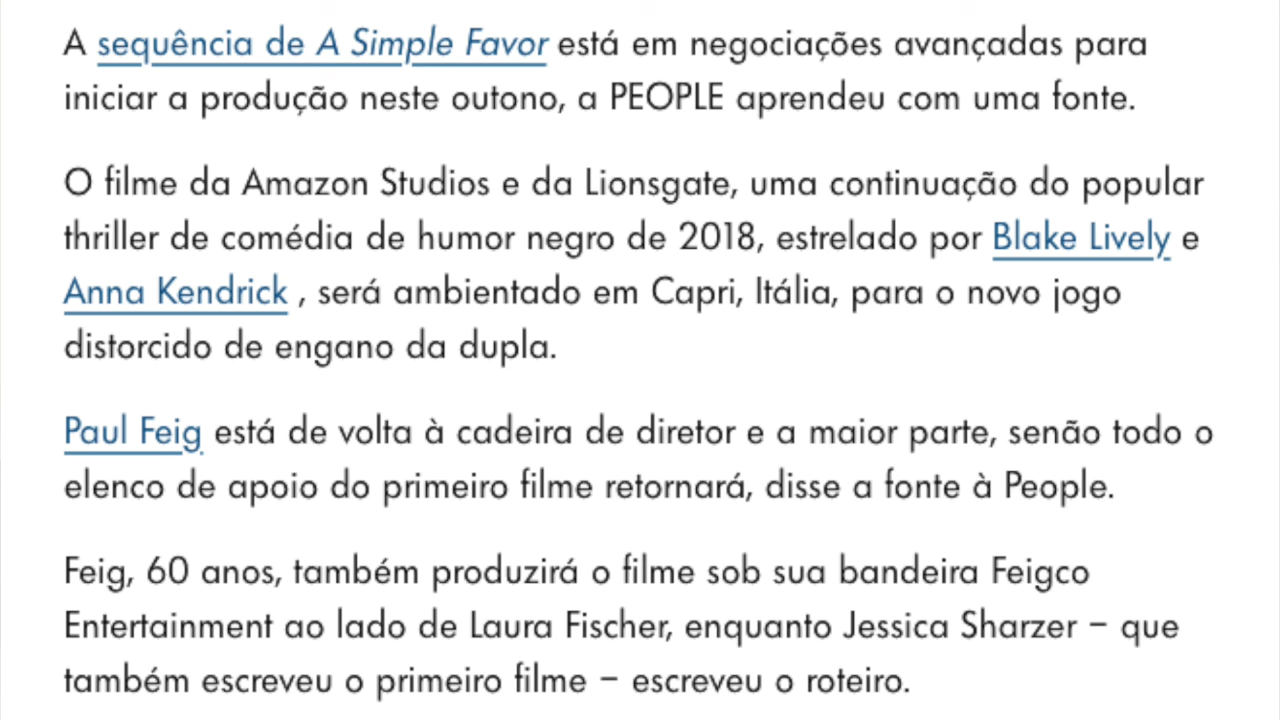 A sequência de A Simple Favor está em negociações avançadas para
iniciar a produção neste outono, a PEOPLE aprendeu com uma fonte.
O filme da Amazon Studios e da Lionsgate, uma continuação do popular
thriller de comédia de humor negro de 2018, estrelado por Blake Lively e
Anna Kendrick , será ambientado em Capri, Itália, para o novo jogo
distorcido de engano da dupla.
Paul Feig está de volta à cadeira de diretor e a maior parte, senão todo o
elenco de apoio do primeiro filme retornará, disse a fonte à People.
Feig, 60 anos, também produzirá o filme sob sua bandeira Feigco
Entertainment ao lado de Laura Fischer, enquanto Jessica Sharzer – que
também escreveu o primeiro filme – escreveu o roteiro.